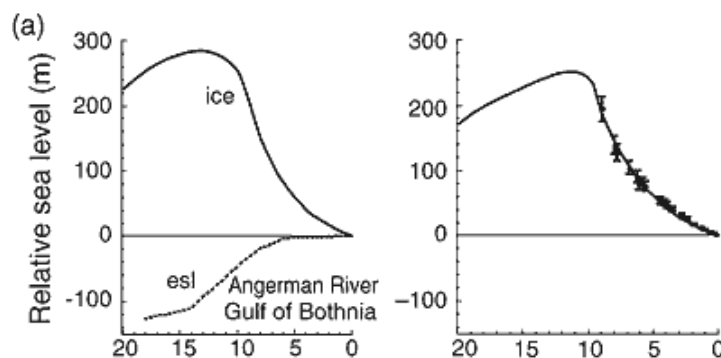 (a)
Relative sea level (m)
300
200
100
0
-100
ice
esl
Angerman River
Gulf of Bothnia
20 15 10 5 0
300
200
100
0
−100
20 15 10 5 0